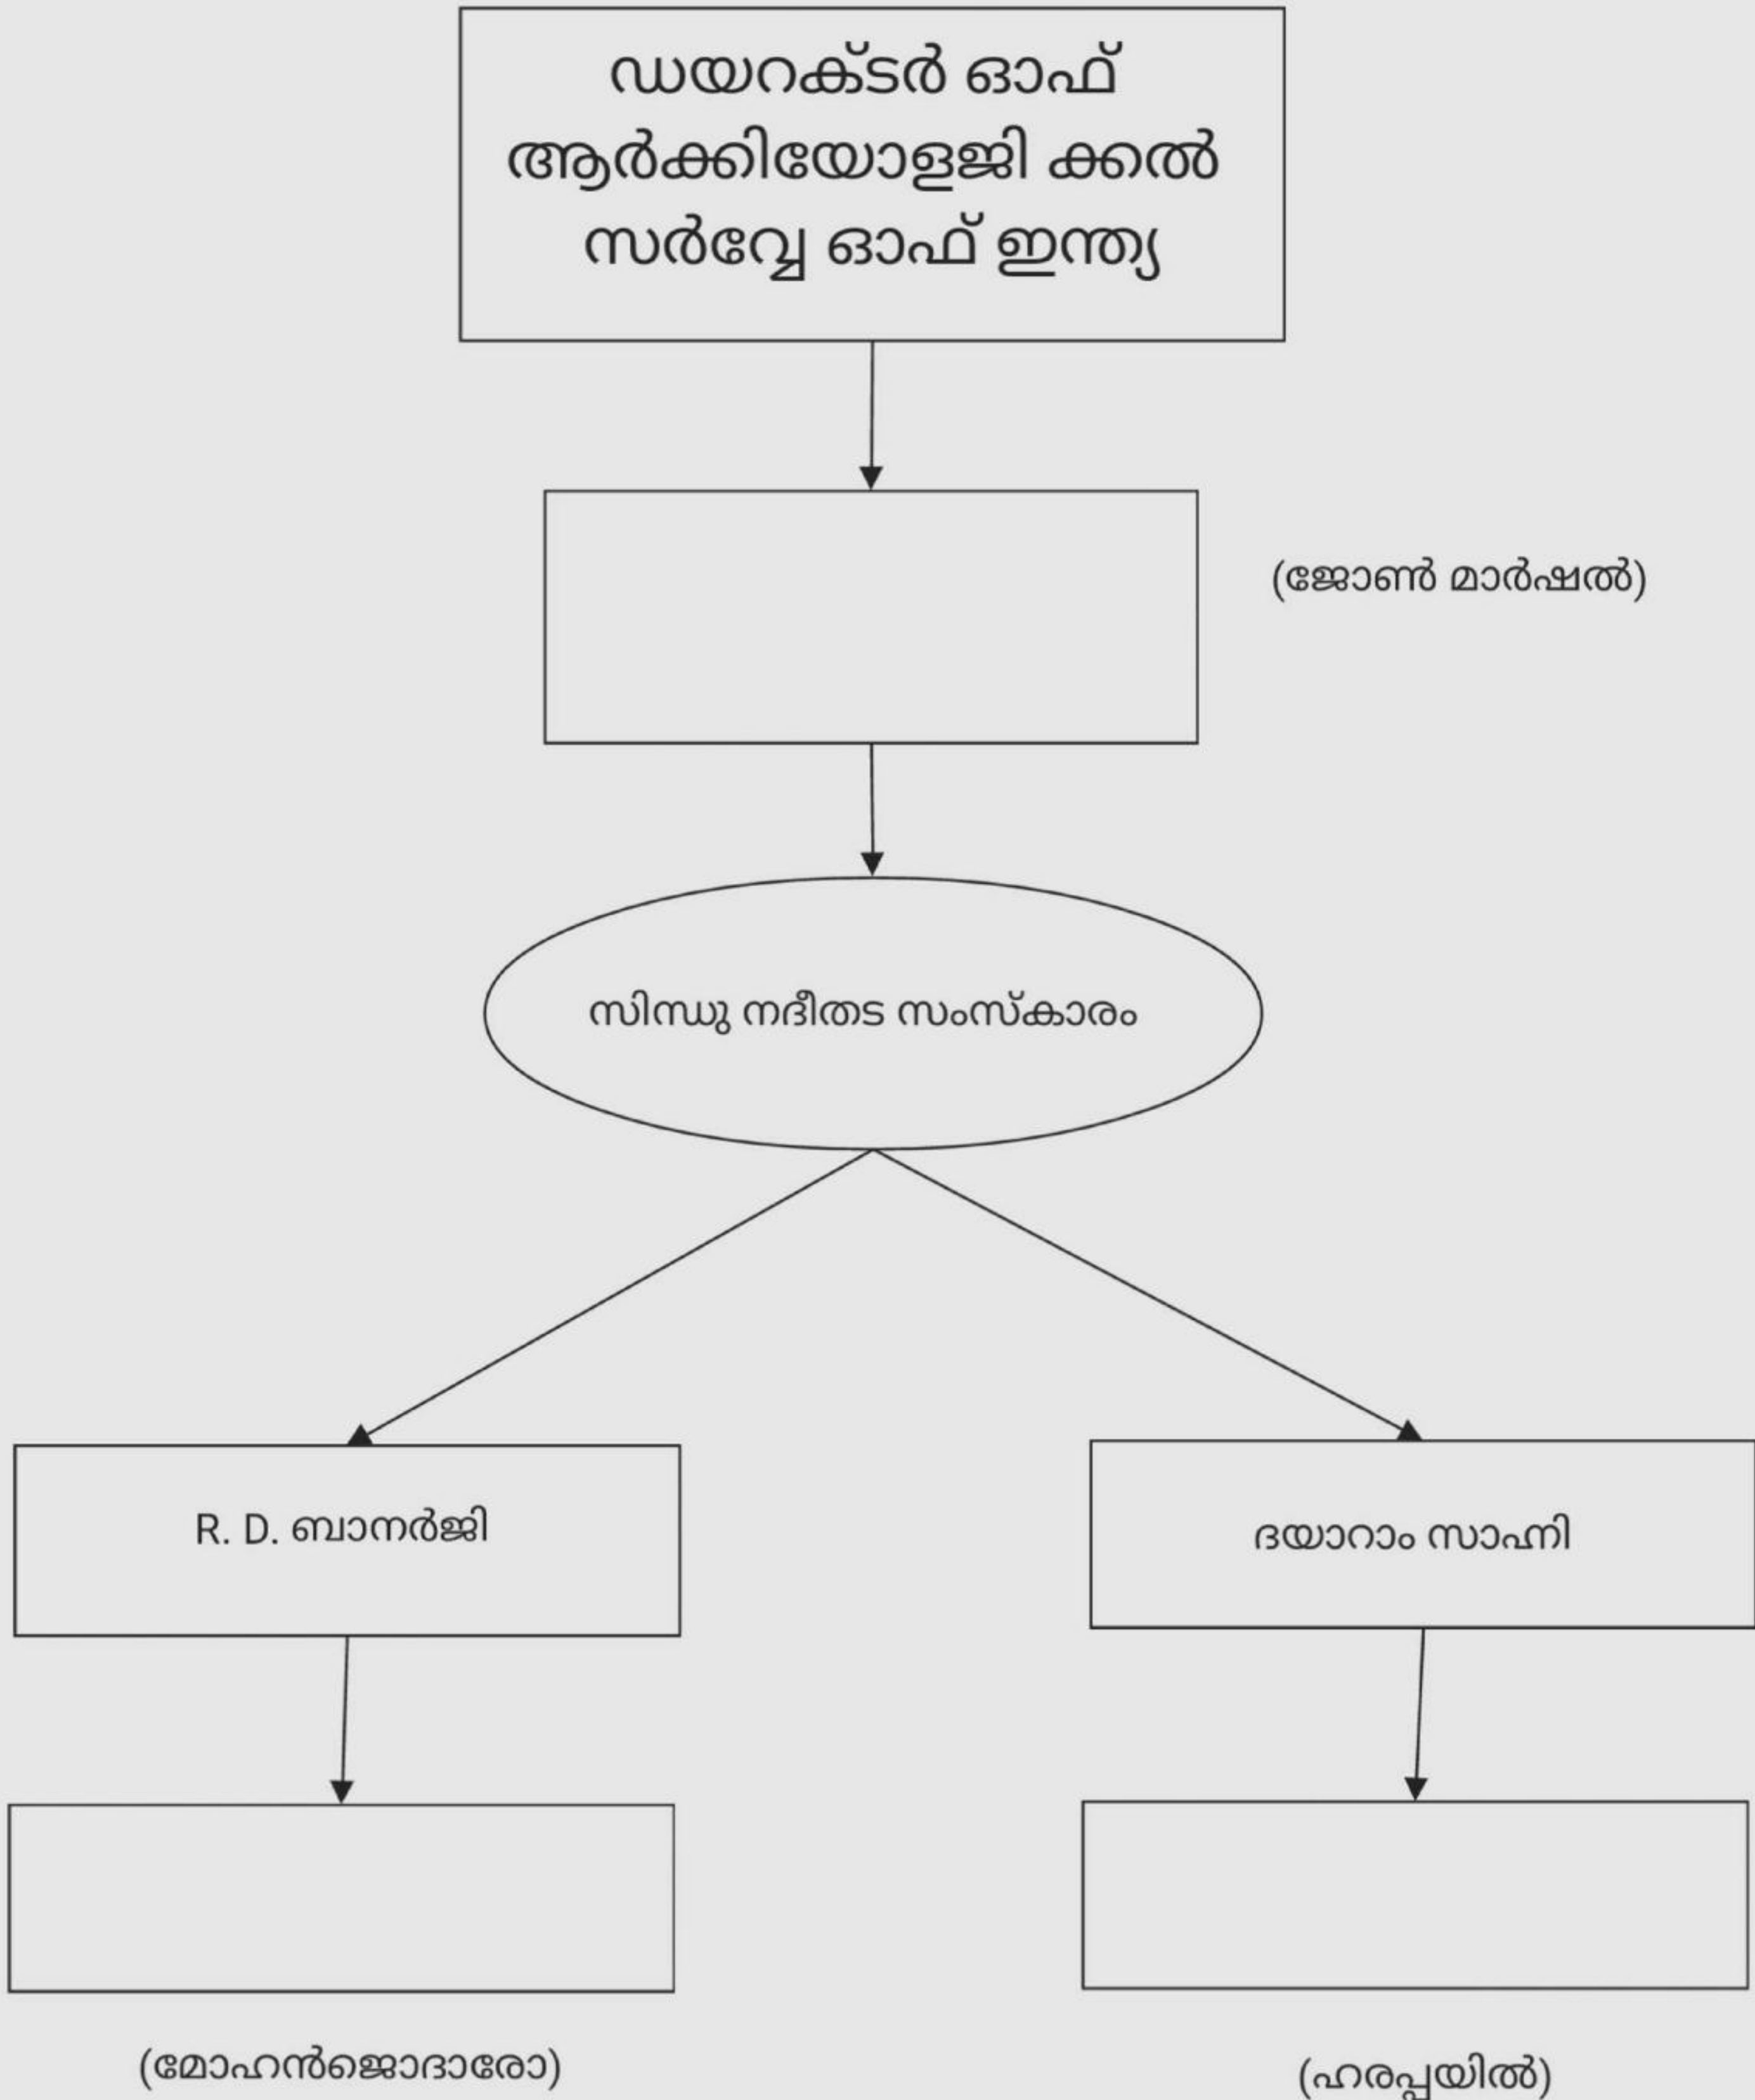 ഡയറക്ടർ ഓഫ്
ആർക്കിയോളജി ക്കൽ
സർവ്വേ ഓഫ് ഇന്ത്യ
(ജോൺ മാർഷൽ)
സിന്ധു നദീതട സംസ്കാരം
R. D. ബാനർജി
ദയാറാം സാഹ്നി
(മോഹൻജൊദാരോ)
(ഹരപ്പയിൽ)